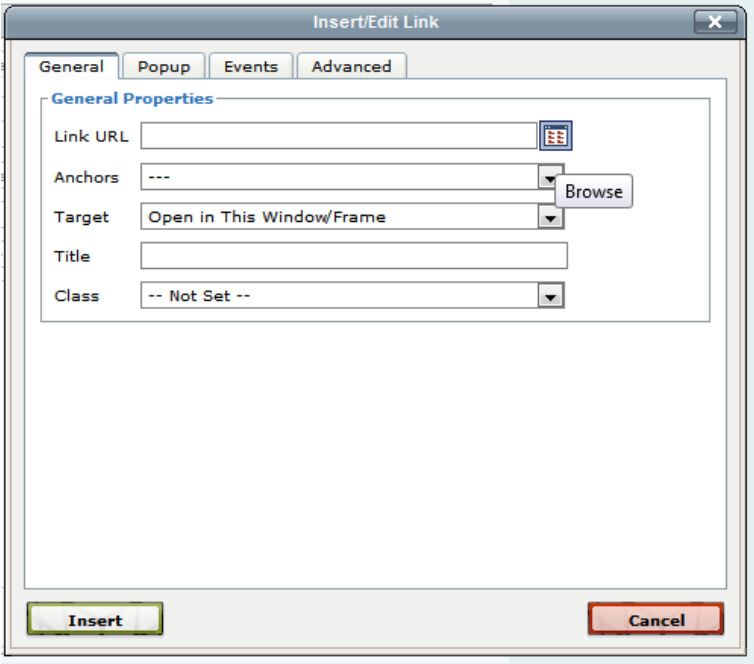 Insert/Edit Link
General Popup Events Advanced
General Properties
Link URL
Anchors ---
Browse
Target Open in This Window/Frame
Title
Class -- Not Set --
Insert Cancel